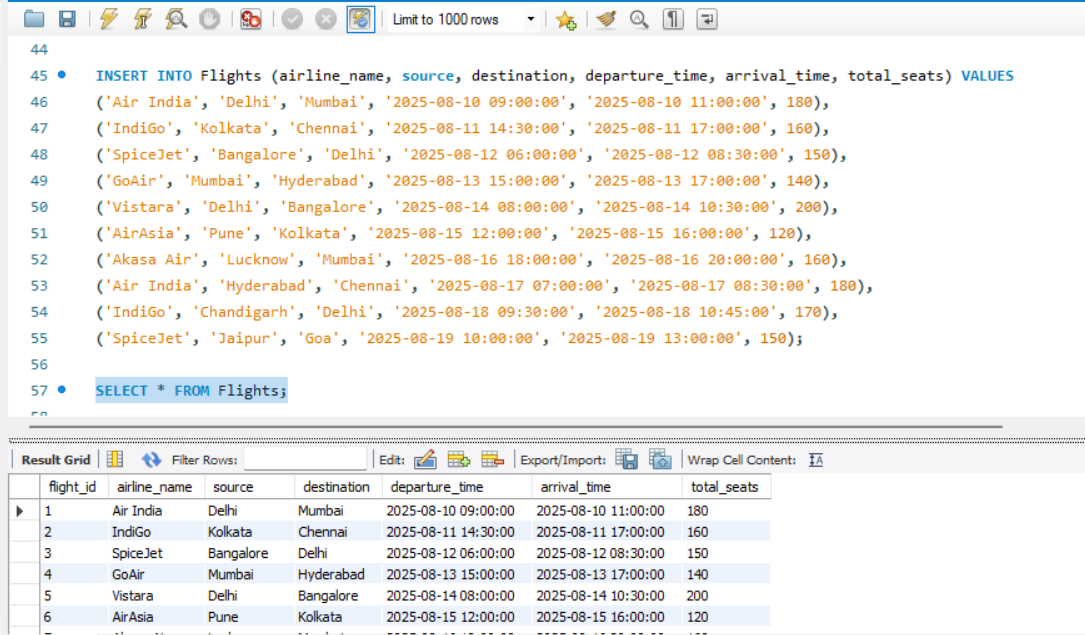 Limit to 1000 rows
44
45 INSERT INTO Flights (airline_name, source, destination, departure_time, arrival_time, total_seats) VALUES
46 ('Air India', 'Delhi', 'Mumbai', '2025-08-10 09:00:00', '2025-08-10 11:00:00', 180),
47 ('IndiGo', 'Kolkata', 'Chennai', '2025-08-11 14:30:00', '2025-08-11 17:00:00', 160),
48 ('SpiceJet', 'Bangalore', 'Delhi', '2025-08-12 06:00:00', '2025-08-12 08:30:00', 150),
49 ('GoAir', 'Mumbai', 'Hyderabad', '2025-08-13 15:00:00', '2025-08-13 17:00:00', 140),
50 ('Vistara', 'Delhi', 'Bangalore', '2025-08-14 08:00:00', '2025-08-14 10:30:00', 200),
51 ('AirAsia', 'Pune', 'Kolkata', '2025-08-15 12:00:00', '2025-08-15 16:00:00', 120),
52 ('Akasa Air', 'Lucknow', 'Mumbai', '2025-08-16 18:00:00', '2025-08-16 20:00:00', 160),
53 ('Air India', 'Hyderabad', 'Chennai', '2025-08-17 07:00:00', '2025-08-17 08:30:00', 180),
54 ('IndiGo', 'Chandigarh', 'Delhi', '2025-08-18 09:30:00', '2025-08-18 10:45:00', 170),
55 ('SpiceJet', 'Jaipur', 'Goa', '2025-08-19 10:00:00', '2025-08-19 13:00:00', 150);
56
57 SELECT * FROM Flights;
Result Grid Filter Rows: Edit: Export/Import: Wrap Cell Content:
flight_id airline_name source destination departure_time arrival_time total_seats
1 Air India Delhi Mumbai 2025-08-10 09:00:00 2025-08-10 11:00:00 180
2 IndiGo Kolkata Chennai 2025-08-11 14:30:00 2025-08-11 17:00:00 160
3 SpiceJet Bangalore Delhi 2025-08-12 06:00:00 2025-08-12 08:30:00 150
4 GoAir Mumbai Hyderabad 2025-08-13 15:00:00 2025-08-13 17:00:00 140
5 Vistara Delhi Bangalore 2025-08-14 08:00:00 2025-08-14 10:30:00 200
6 AirAsia Pune Kolkata 2025-08-15 12:00:00 2025-08-15 16:00:00 120